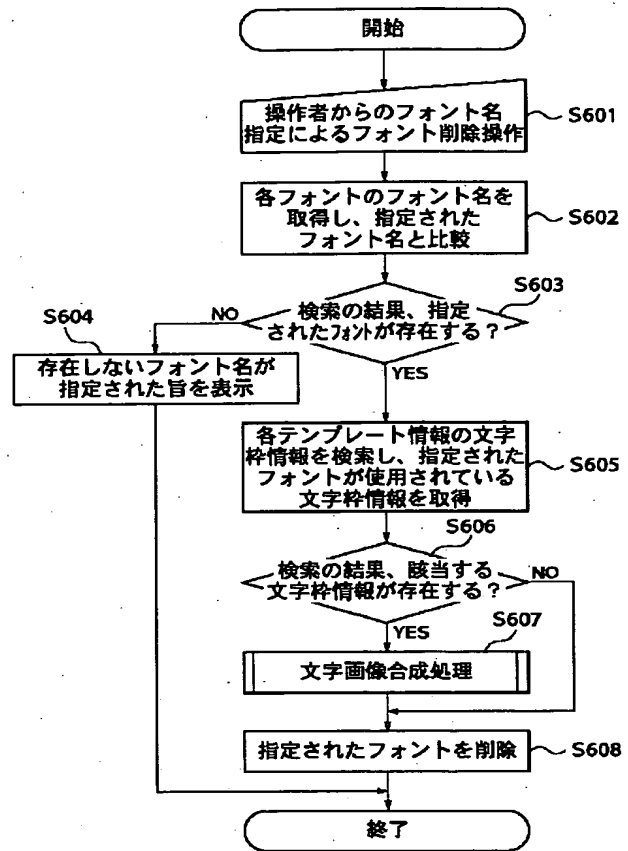 開始
操作者からのフォント名
指定によるフォント削除操作
S601
各フォントのフォント名を
取得し、指定された
フォント名と比較
S602
S603
検索の結果、指定
されたフォントが存在する？
NO
YES
S604
存在しないフォント名が
指定された旨を表示
各テンプレート情報の文字
枠情報を検索し、指定された
フォントが使用されている
文字枠情報を取得
S605
S606
検索の結果、該当する
文字枠情報が存在する？
NO
YES
S607
文字画像合成処理
指定されたフォントを削除
S608
終了